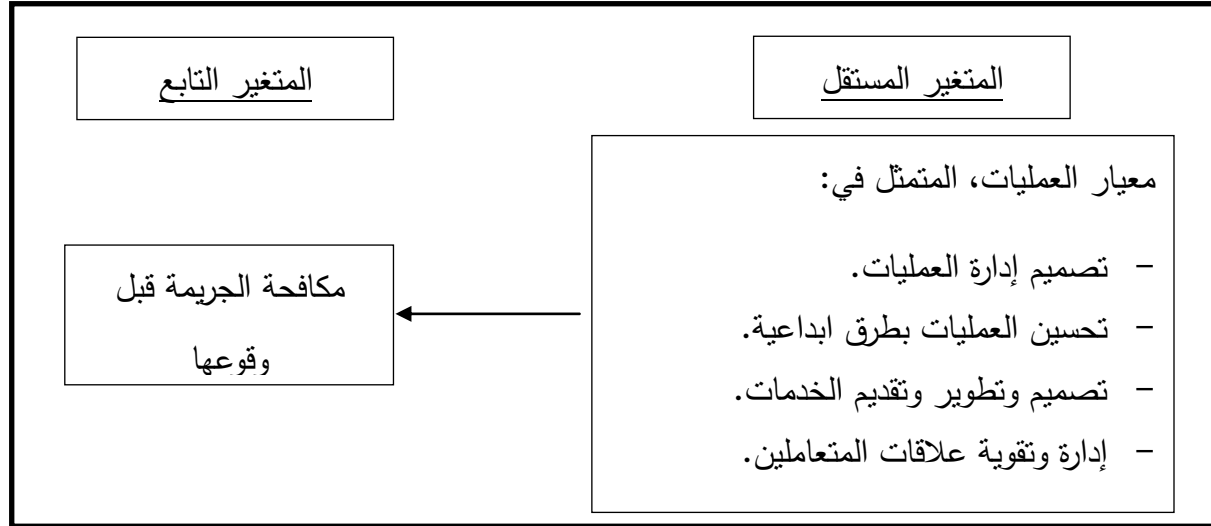 المتغير المستقل
معيار العمليات، المتمثل في:
- تصميم إدارة العمليات.
- تحسين العمليات بطرق ابداعية.
- تصميم وتطوير وتقديم الخدمات.
- إدارة وتقوية علاقات المتعاملين.
المتغير التابع
مكافحة الجريمة قبل
وقوعها